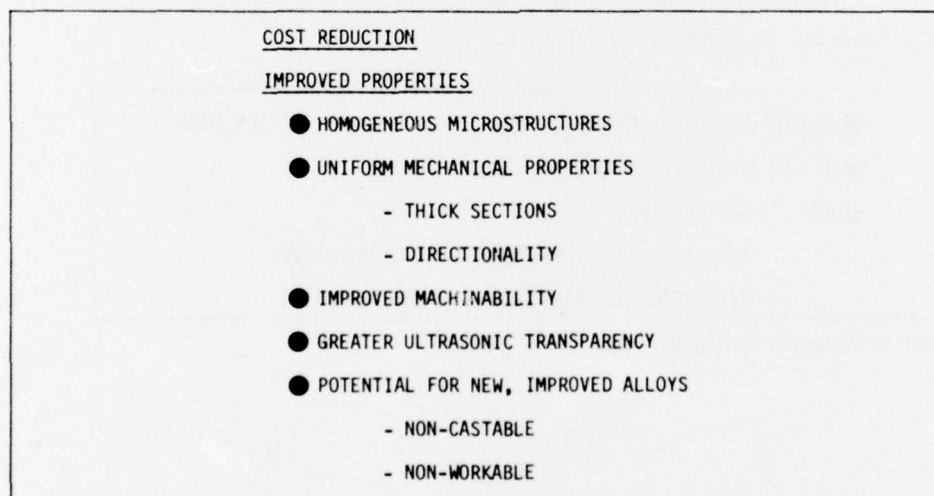 COST REDUCTION
IMPROVED PROPERTIES
● HOMOGENEOUS MICROSTRUCTURES
● UNIFORM MECHANICAL PROPERTIES
- THICK SECTIONS
- DIRECTIONALITY
● IMPROVED MACHINABILITY
● GREATER ULTRASONIC TRANSPARENCY
● POTENTIAL FOR NEW, IMPROVED ALLOYS
- NON-CASTABLE
- NON-WORKABLE